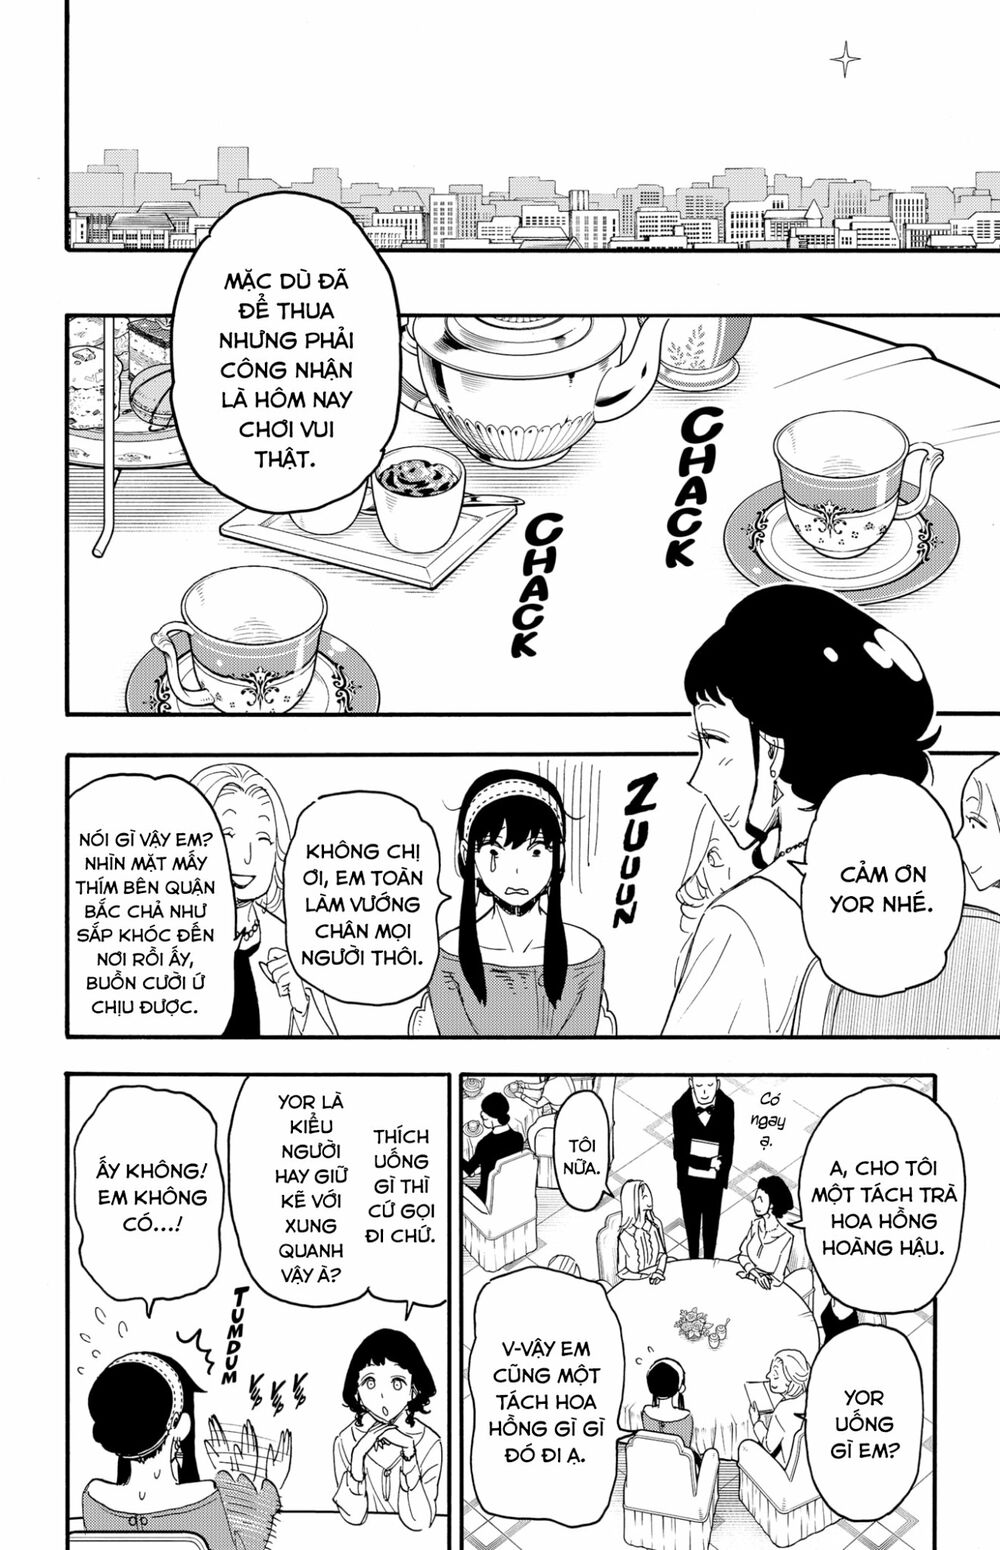 MẶC DÙ ĐÃ
ĐỂ THUA
NHƯNG PHẢI
CÔNG NHẬN
LÀ HÔM NAY
CHƠI VUI
THẬT.
CHACK
CHACK
CẢM ƠN
YOR NHÉ.
ZUUUN
KHÔNG CHỊ
ƠI, EM TOÀN
LÀM VƯỚNG
CHÂN MỌI
NGƯỜI THÔI.
NÓI GÌ VẬY EM?
NHÌN MẶT MẤY
THÍM BÊN QUẬN
BẮC CHẢ NHƯ
SẮP KHÓC ĐẾN
NƠI RỒI ẤY,
BUỒN CƯỜI Ứ
CHỊU ĐƯỢC.
A, CHO TÔI
MỘT TÁCH TRÀ
HOA HỒNG
HOÀNG HẬU.
Có
ngay
ạ.
TÔI
NỮA.
YOR
UỐNG
GÌ EM?
V-VẬY EM
CŨNG MỘT
TÁCH HOA
HỒNG GÌ GÌ
ĐÓ ĐI Ạ.
THÍCH
UỐNG
GÌ THÌ
CỨ GỌI
ĐI CHỨ.
YOR LÀ
KIỂU
NGƯỜI
HAY GIỮ
KẼ VỚI
XUNG
QUANH
VẬY À?
ẤY KHÔNG!
EM KHÔNG
CÓ...!
TUMDUM